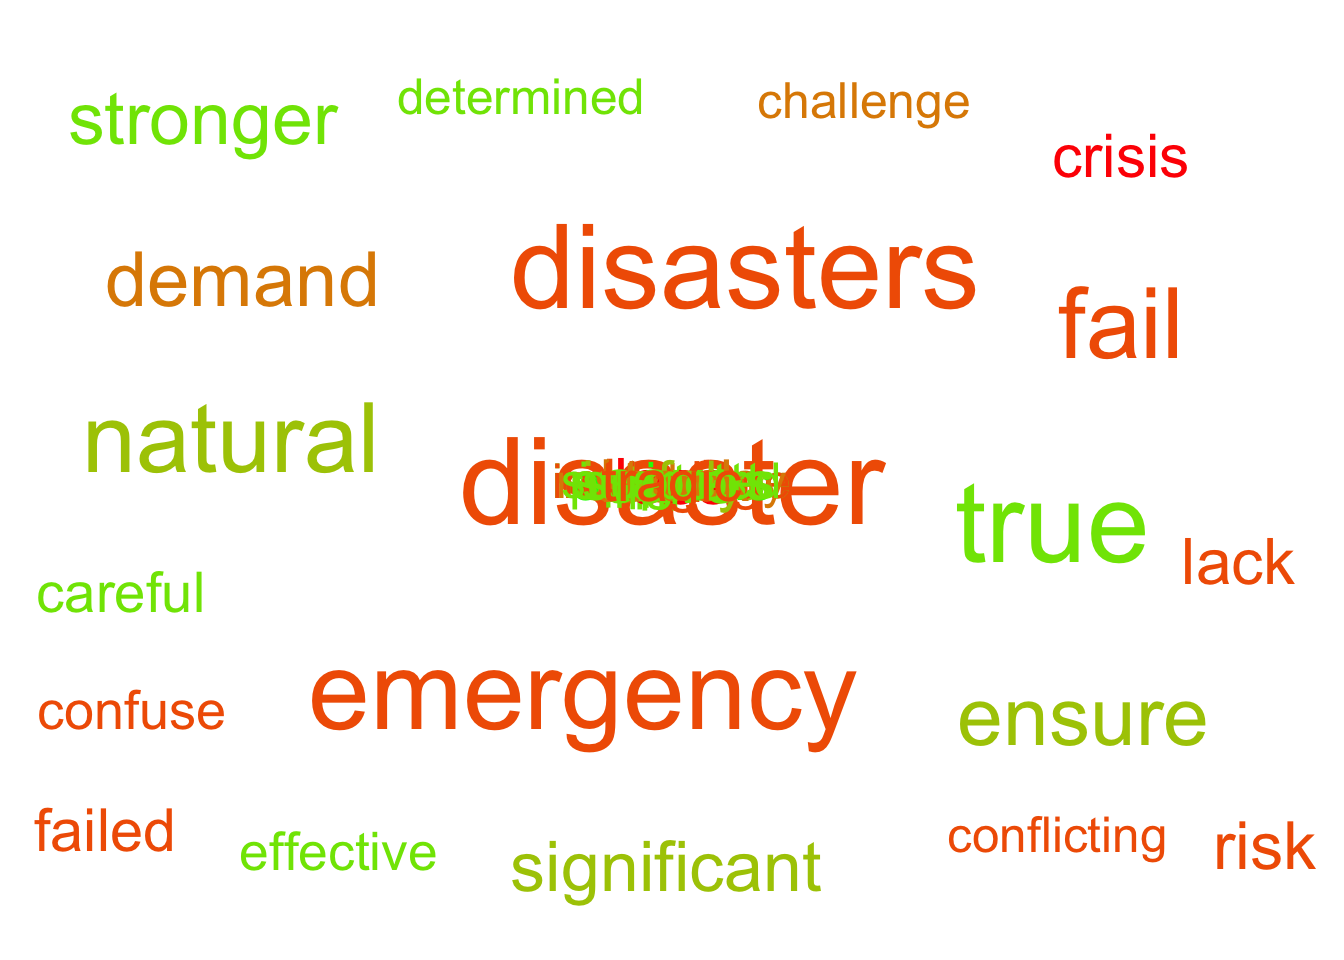 stronger
determined
challenge
crisis
disasters
demand
fail
natural
disaster
tragic
true
lack
careful
emergency
confuse
ensure
failed
effective
significant
conflicting
risk